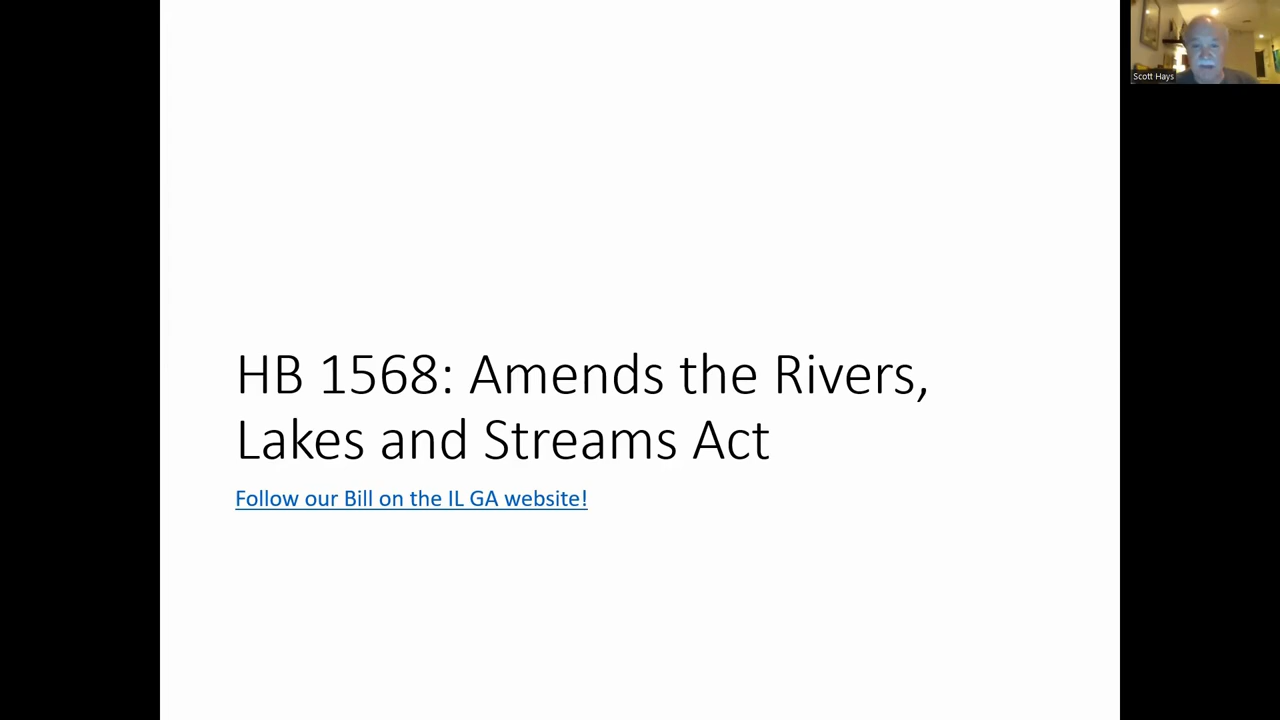 HB 1568: Amends the Rivers,
Lakes and Streams Act
Follow our Bill on the IL GA website!
Scott Hays